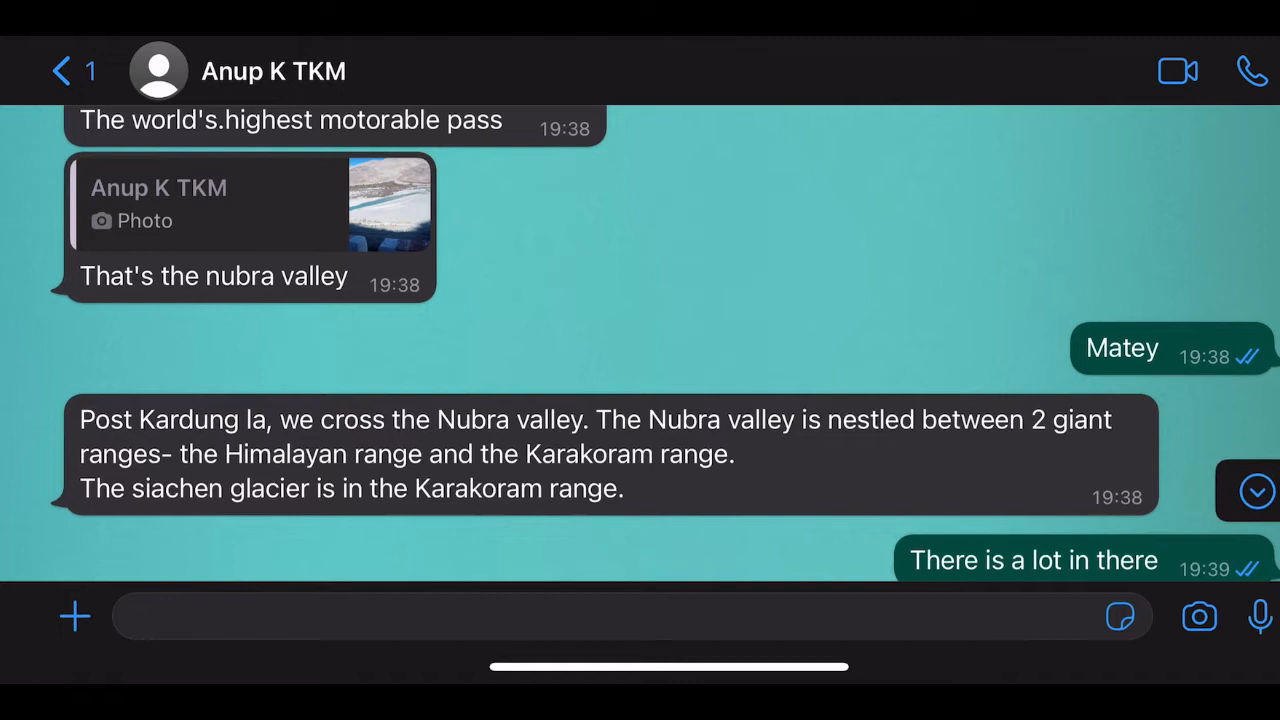 1 Anup K TKM
The world's.highest motorable pass 19:38
Anup K TKM
Photo
That's the nubra valley 19:38
Matey 19:38
Post Kardung la, we cross the Nubra valley. The Nubra valley is nestled between 2 giant
ranges- the Himalayan range and the Karakoram range.
The siachen glacier is in the Karakoram range. 19:38
There is a lot in there 19:39